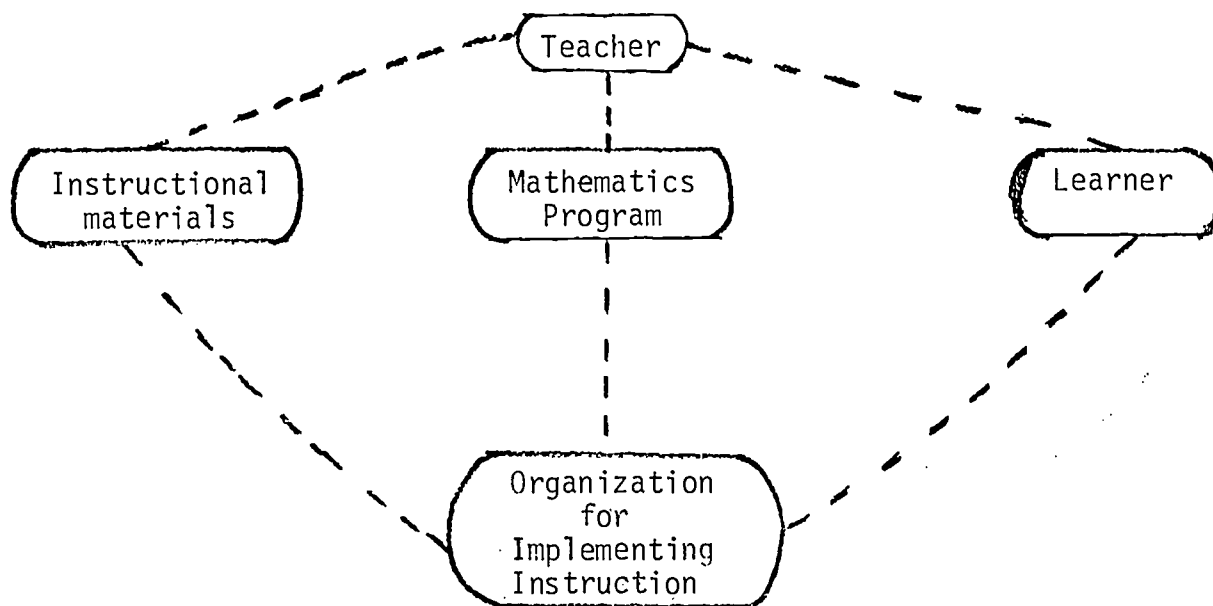 Teacher
Instructional
materials
Mathematics
Program
Learner
Organization
for
Implementing
Instruction